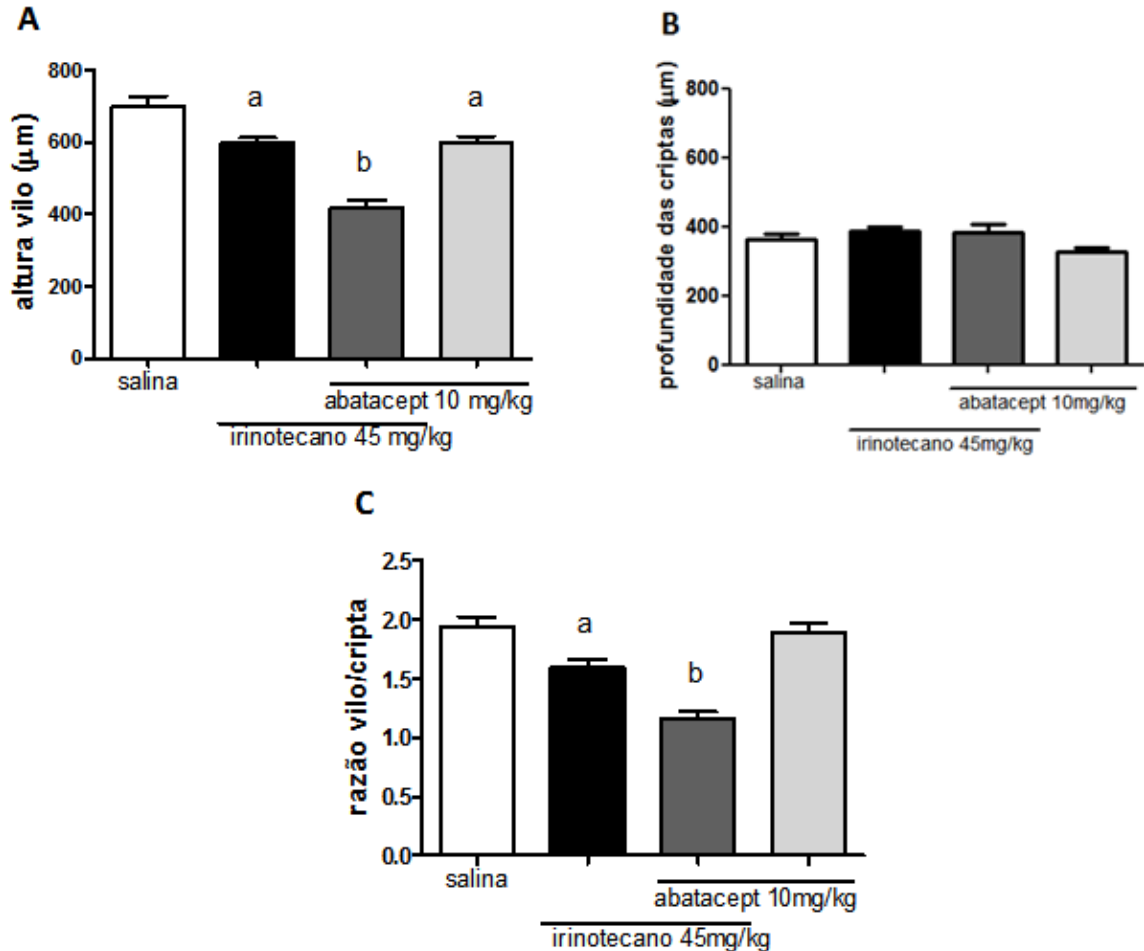 A
altura vilo (μm)
800
600
400
200
0
a
b
a
salina
abatacept 10 mg/kg
irinotecano 45 mg/kg
B
profundidade das criptas (μm)
800
600
400
200
0
salina
abatacept 10mg/kg
irinotecano 45mg/kg
C
razão vilo/cripta
2.5
2.0
1.5
1.0
0.5
0.0
a
b
salina
abatacept 10mg/kg
irinotecano 45mg/kg